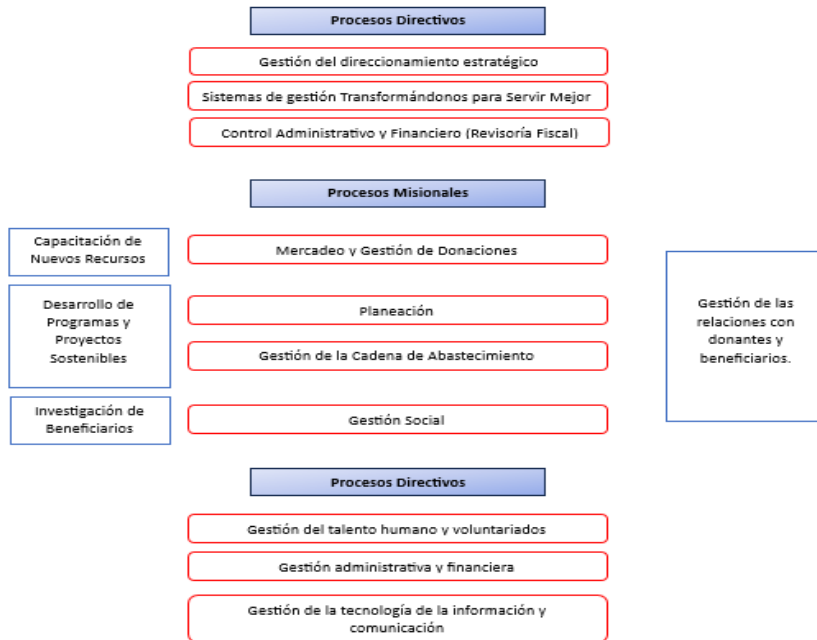 Procesos Directivos
Gestión del direccionamiento estratégico
Sistemas de gestión Transformándonos para Servir Mejor
Control Administrativo y Financiero (Revisoría Fiscal)
Procesos Misionales
Capacitación de
Nuevos Recursos
Mercadeo y Gestión de Donaciones
Desarrollo de
Programas y
Proyectos
Sostenibles
Planeación
Gestión de la Cadena de Abastecimiento
Investigación de
Beneficiarios
Gestión Social
Gestión de las
relaciones con
donantes y
beneficiarios.
Procesos Directivos
Gestión del talento humano y voluntariados
Gestión administrativa y financiera
Gestión de la tecnología de la información y
comunicación